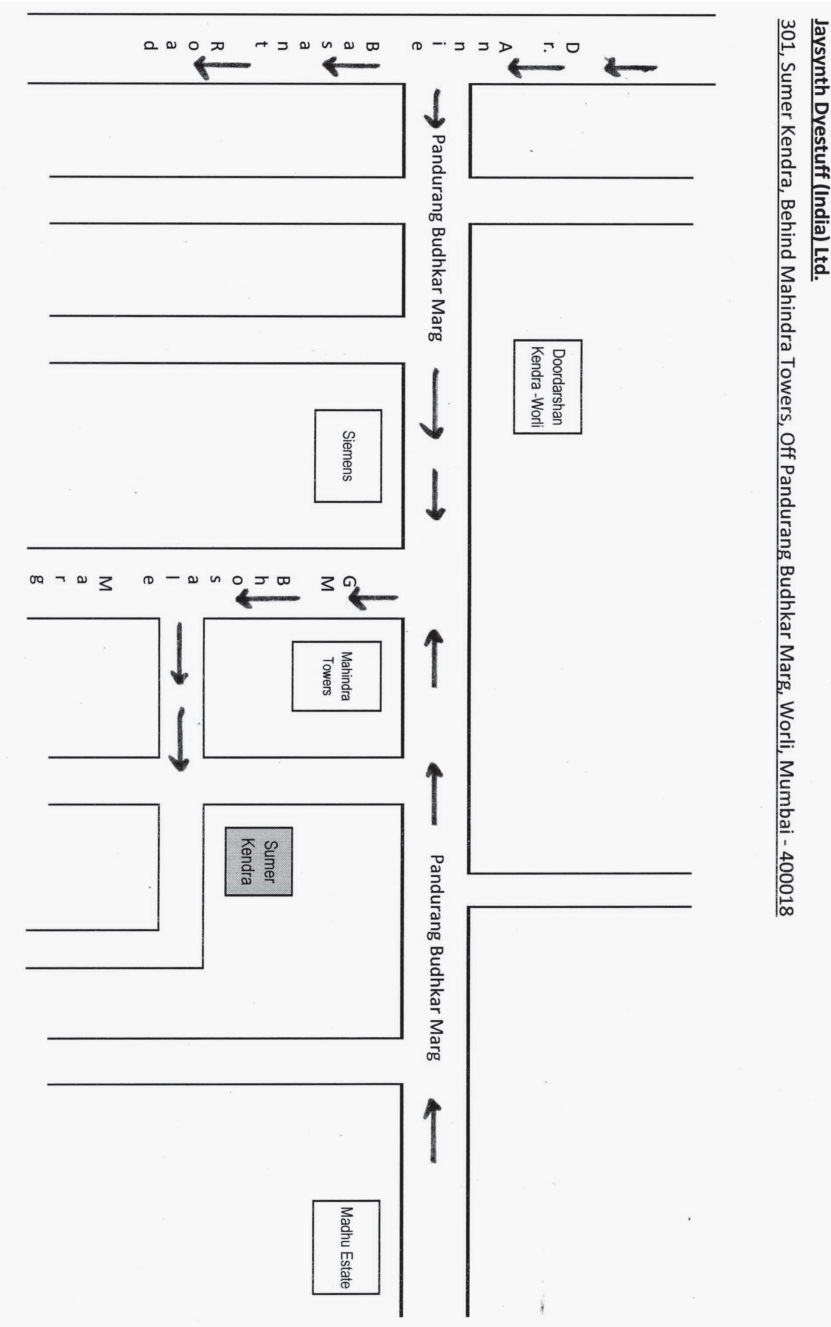 Jaysynth Dyestuff (India) Ltd.
301, Sumer Kendra, Behind Mahindra Towers, Off Pandurang Budhkar Marg, Worli, Mumbai - 400018
Dr. Annie Basant Road
Doordarshan
Kendra -Worli
Pandurang Budhkar Marg
Pandurang Budhkar Marg
Siemens
GM Bhosale Marg
Mahindra
Towers
Sumer
Kendra
Madhu Estate